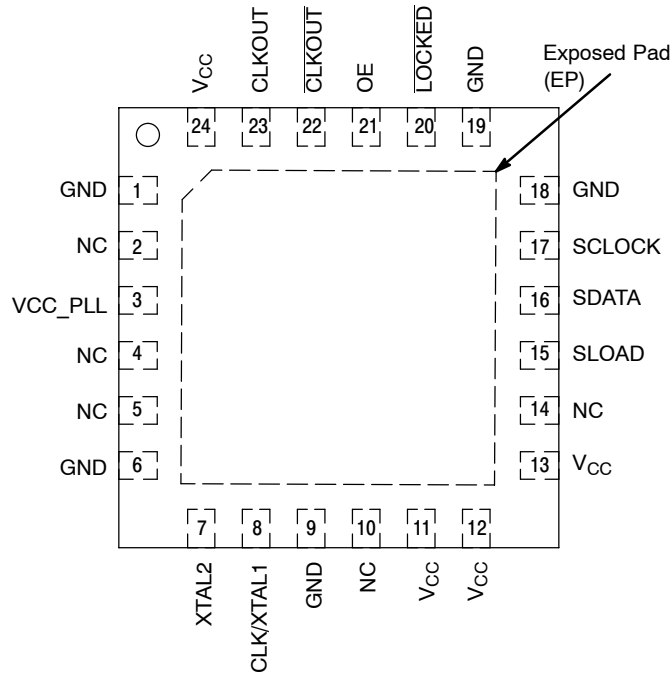 VCC
CLKOUT
CLKOUT
OE
LOCKED
GND
Exposed Pad
(EP)
24 23 22 21 20 19
GND 1
NC 2
VCC_PLL 3
NC 4
NC 5
GND 6
18 GND
17 SCLOCK
16 SDATA
15 SLOAD
14 NC
13 VCC
7 8 9 10 11 12
XTAL2
CLK/XTAL1
GND
NC
VCC
VCC